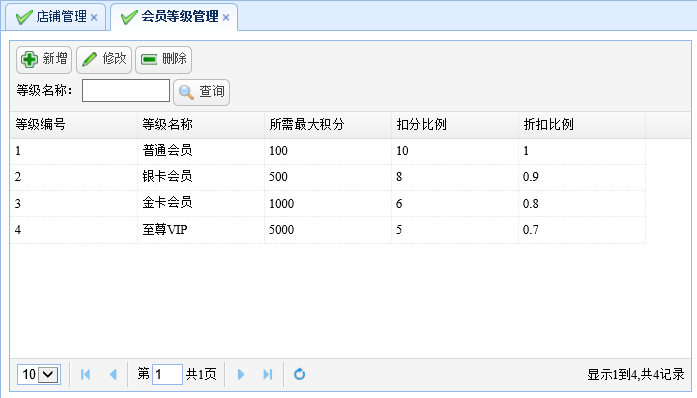 店铺管理 会员等级管理
新增 修改 删除
等级名称： 查询
等级编号 等级名称 所需最大积分 扣分比例 折扣比例
1 普通会员 100 10 1
2 银卡会员 500 8 0.9
3 金卡会员 1000 6 0.8
4 至尊VIP 5000 5 0.7
10 第 1 共1页 显示1到4,共4记录